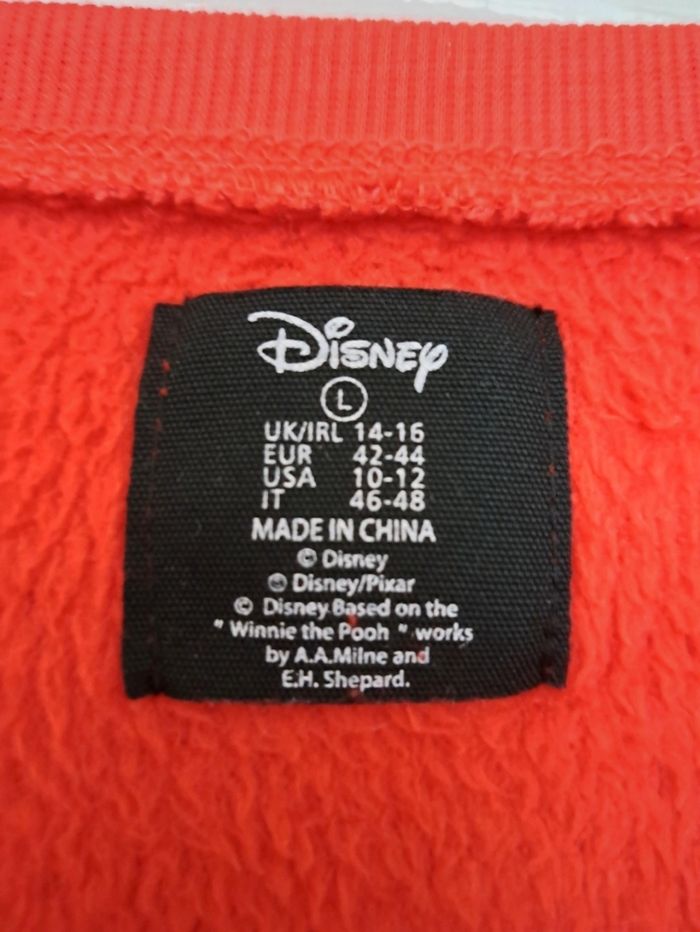 Disney
L
UK/IRL 14-16
EUR 42-44
USA 10-12
IT 46-48
MADE IN CHINA
© Disney
© Disney/Pixar
© Disney.Based on the
"Winnie the Pooh" works
by A.A.Milne and
E.H. Shepard.